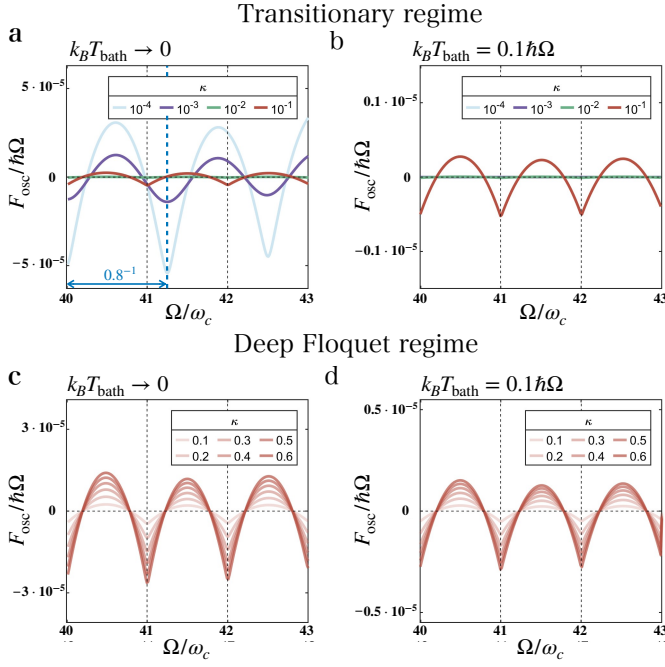 Transitionary regime
a
k_B T_bath → 0
5 · 10⁻⁵
0
-5 · 10⁻⁵
F_osc/ħΩ
κ
10⁻⁴ 10⁻³ 10⁻² 10⁻¹
0.8⁻¹
40 41 42 43
Ω/ω_c
b
k_B T_bath = 0.1ħΩ
0.1 · 10⁻⁵
0
-0.1 · 10⁻⁵
F_osc/ħΩ
κ
10⁻⁴ 10⁻³ 10⁻² 10⁻¹
40 41 42 43
Ω/ω_c
Deep Floquet regime
c
k_B T_bath → 0
3 · 10⁻⁵
0
-3 · 10⁻⁵
F_osc/ħΩ
κ
0.1 0.3 0.5
0.2 0.4 0.6
40 41 42 43
Ω/ω_c
d
k_B T_bath = 0.1ħΩ
0.5 · 10⁻⁵
0
-0.5 · 10⁻⁵
F_osc/ħΩ
κ
0.1 0.3 0.5
0.2 0.4 0.6
40 41 42 43
Ω/ω_c